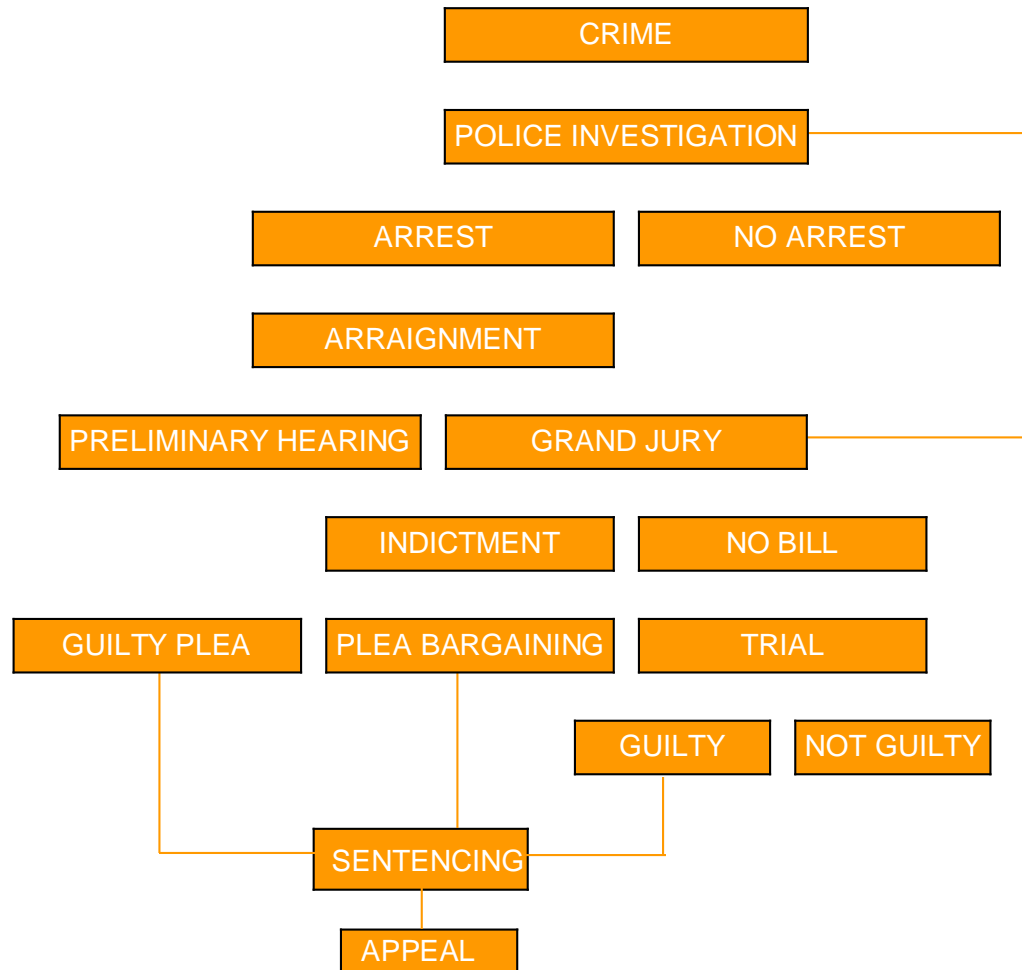 CRIME
POLICE INVESTIGATION
ARREST
NO ARREST
ARRAIGNMENT
PRELIMINARY HEARING
GRAND JURY
INDICTMENT
NO BILL
GUILTY PLEA
PLEA BARGAINING
TRIAL
GUILTY
NOT GUILTY
SENTENCING
APPEAL